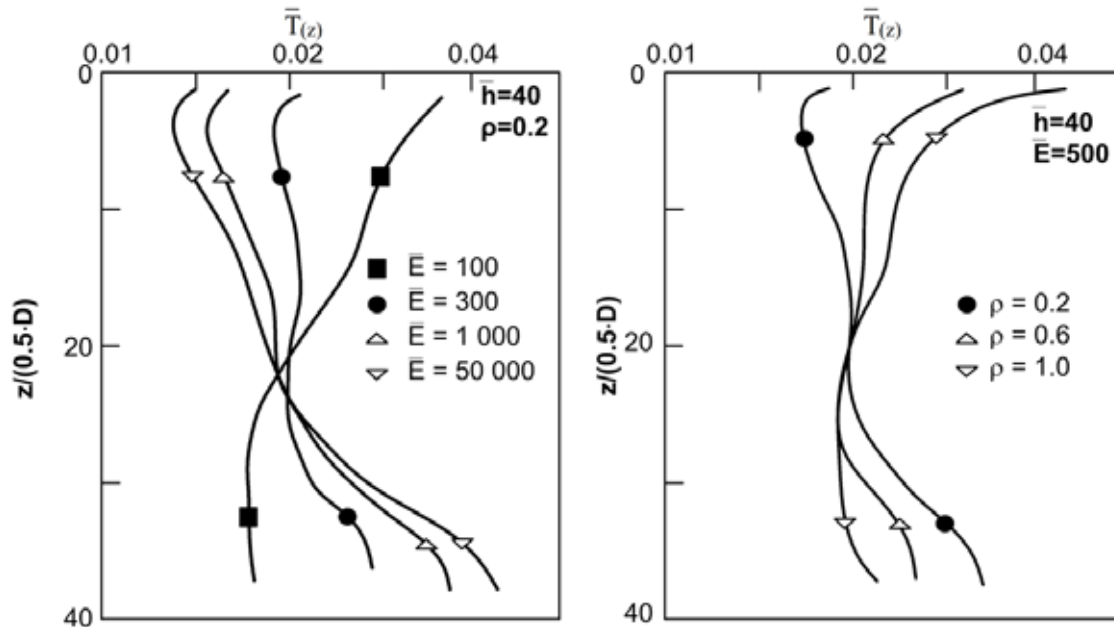 T̄(z)
0.01 0.02 0.04
0
h̄=40
ρ=0.2
Ē = 100
Ē = 300
Ē = 1 000
Ē = 50 000
20
40
z/(0.5·D)
T̄(z)
0.01 0.02 0.04
0
h̄=40
Ē=500
ρ = 0.2
ρ = 0.6
ρ = 1.0
20
40
z/(0.5·D)